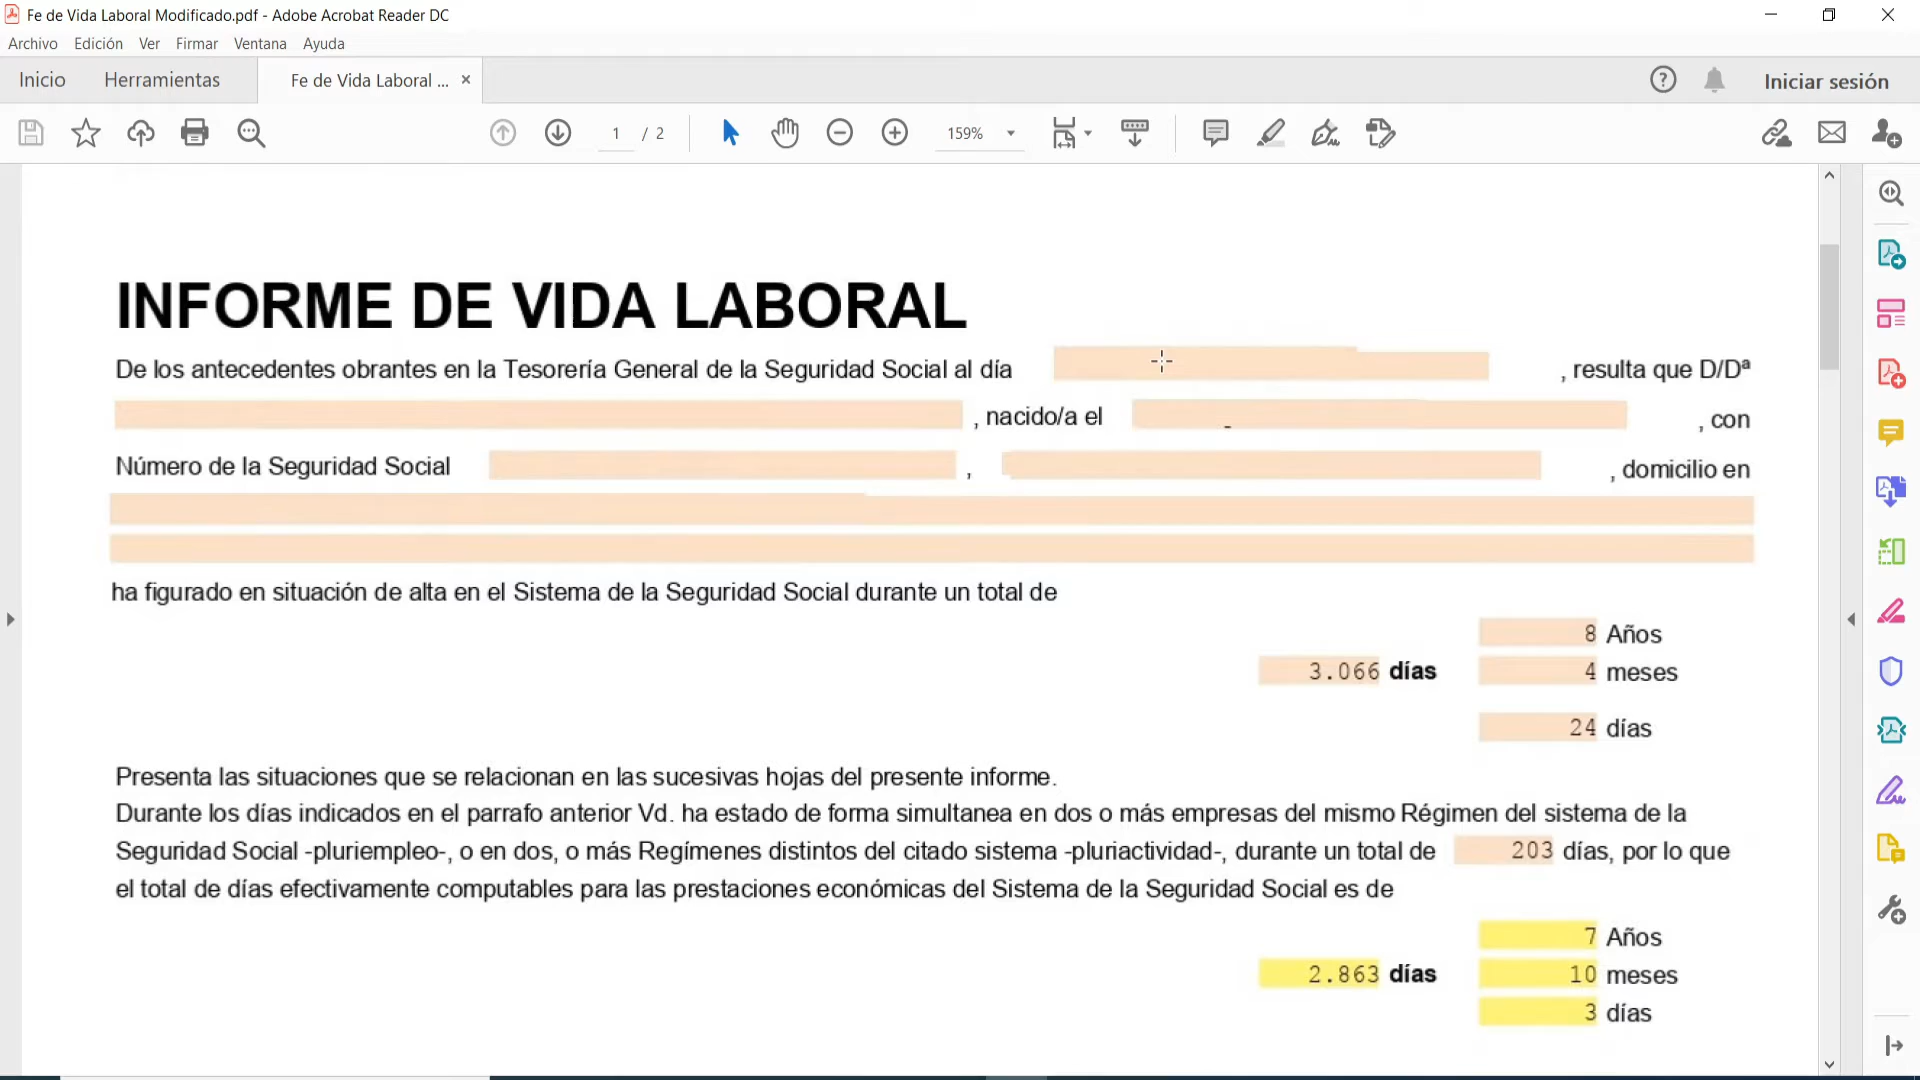 Fe de Vida Laboral Modificado.pdf - Adobe Acrobat Reader DC
Archivo Edición Ver Firmar Ventana Ayuda
Inicio Herramientas Fe de Vida Laboral ... × Iniciar sesión
1 / 2 159%
INFORME DE VIDA LABORAL
De los antecedentes obrantes en la Tesorería General de la Seguridad Social al día , resulta que D/Dª
, nacido/a el , con
Número de la Seguridad Social , , domicilio en
ha figurado en situación de alta en el Sistema de la Seguridad Social durante un total de
8 Años
3.066 días 4 meses
24 días
Presenta las situaciones que se relacionan en las sucesivas hojas del presente informe.
Durante los días indicados en el parrafo anterior Vd. ha estado de forma simultanea en dos o más empresas del mismo Régimen del sistema de la
Seguridad Social -pluriempleo-, o en dos, o más Regímenes distintos del citado sistema -pluriactividad-, durante un total de 203 días, por lo que
el total de días efectivamente computables para las prestaciones económicas del Sistema de la Seguridad Social es de
7 Años
2.863 días 10 meses
3 días